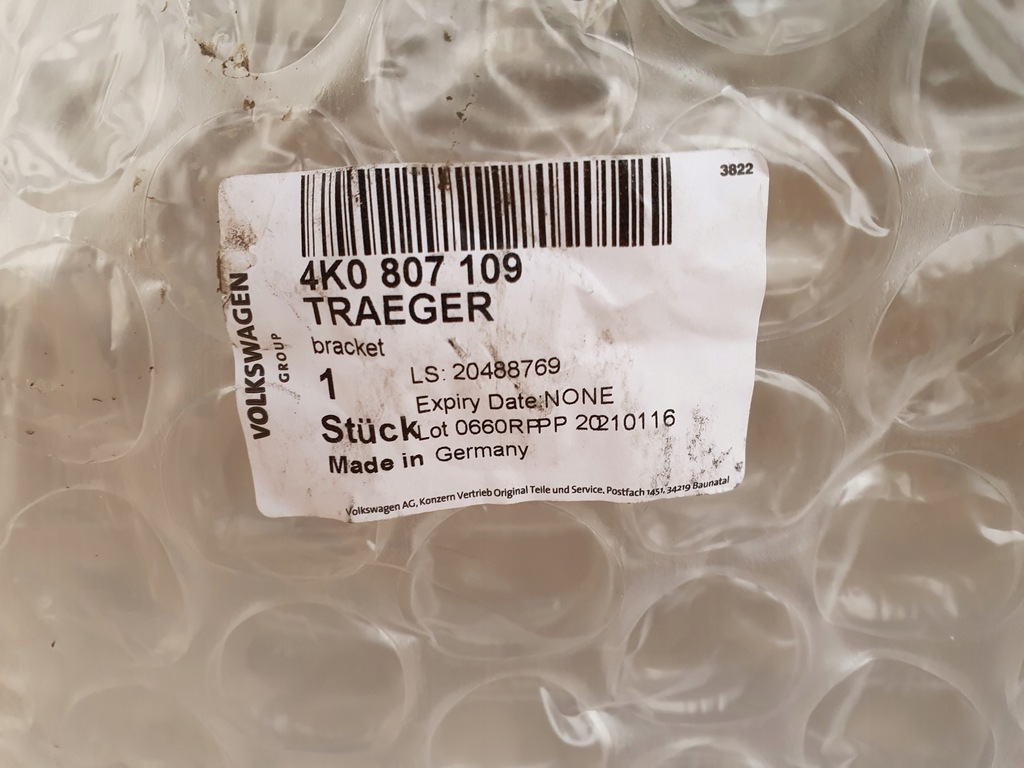 3822
4K0 807 109
TRAEGER
bracket
VOLKSWAGEN
GROUP
1
LS: 20488769
Expiry Date:NONE
Stück
Lot 0660RPPP 20210116
Made in Germany
Volkswagen AG, Konzern Vertrieb Original Teile und Service, Postfach 1451, 34219 Baunatal